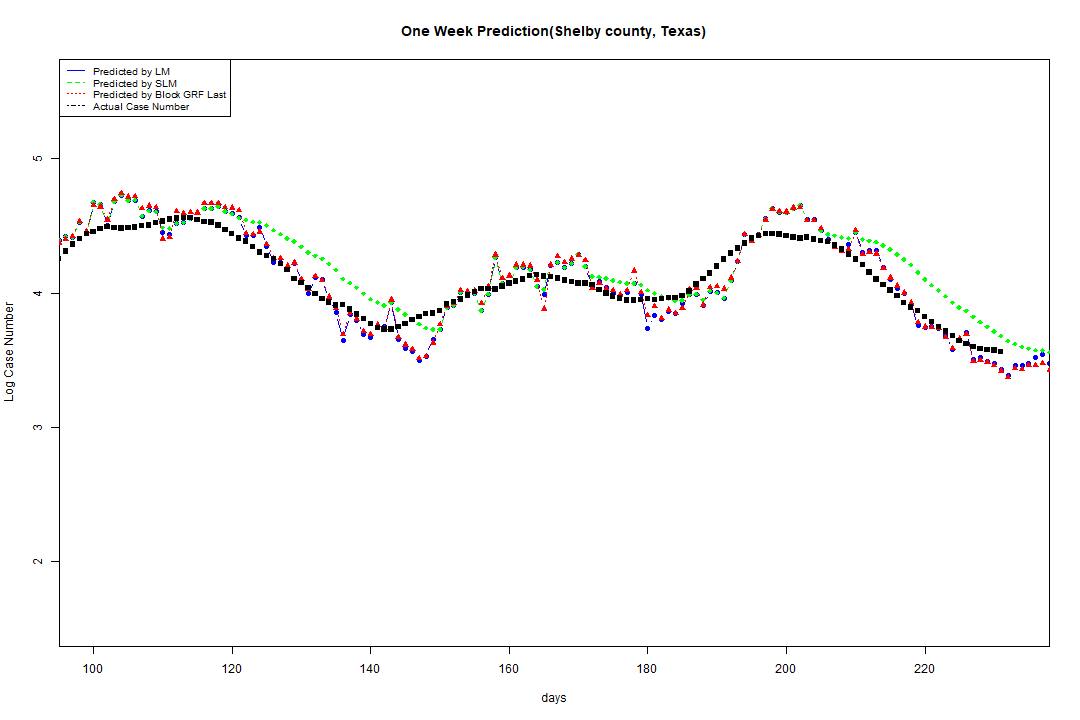 One Week Prediction(Shelby county, Texas)
Predicted by LM
Predicted by SLM
Predicted by Block GRF Last
Actual Case Number
5
4
3
2
Log Case Number
100 120 140 160 180 200 220
days